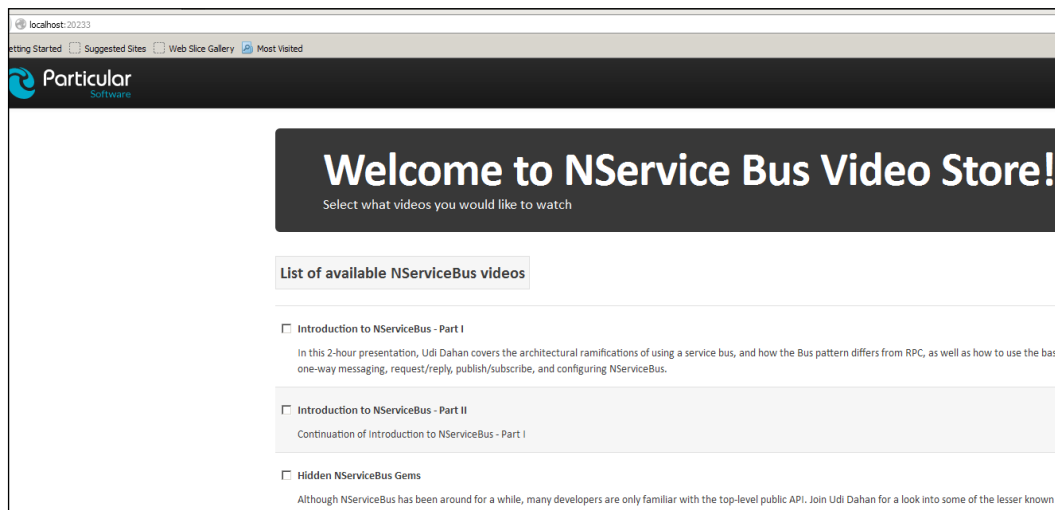 localhost:20233
etting Started Suggested Sites Web Slice Gallery Most Visited
Particular
Software
Welcome to NService Bus Video Store!
Select what videos you would like to watch
List of available NServiceBus videos
Introduction to NServiceBus - Part I
In this 2-hour presentation, Udi Dahan covers the architectural ramifications of using a service bus, and how the Bus pattern differs from RPC, as well as how to use the bas
one-way messaging, request/reply, publish/subscribe, and configuring NServiceBus.
Introduction to NServiceBus - Part II
Continuation of Introduction to NServiceBus - Part I
Hidden NServiceBus Gems
Although NServiceBus has been around for a while, many developers are only familiar with the top-level public API. Join Udi Dahan for a look into some of the lesser known